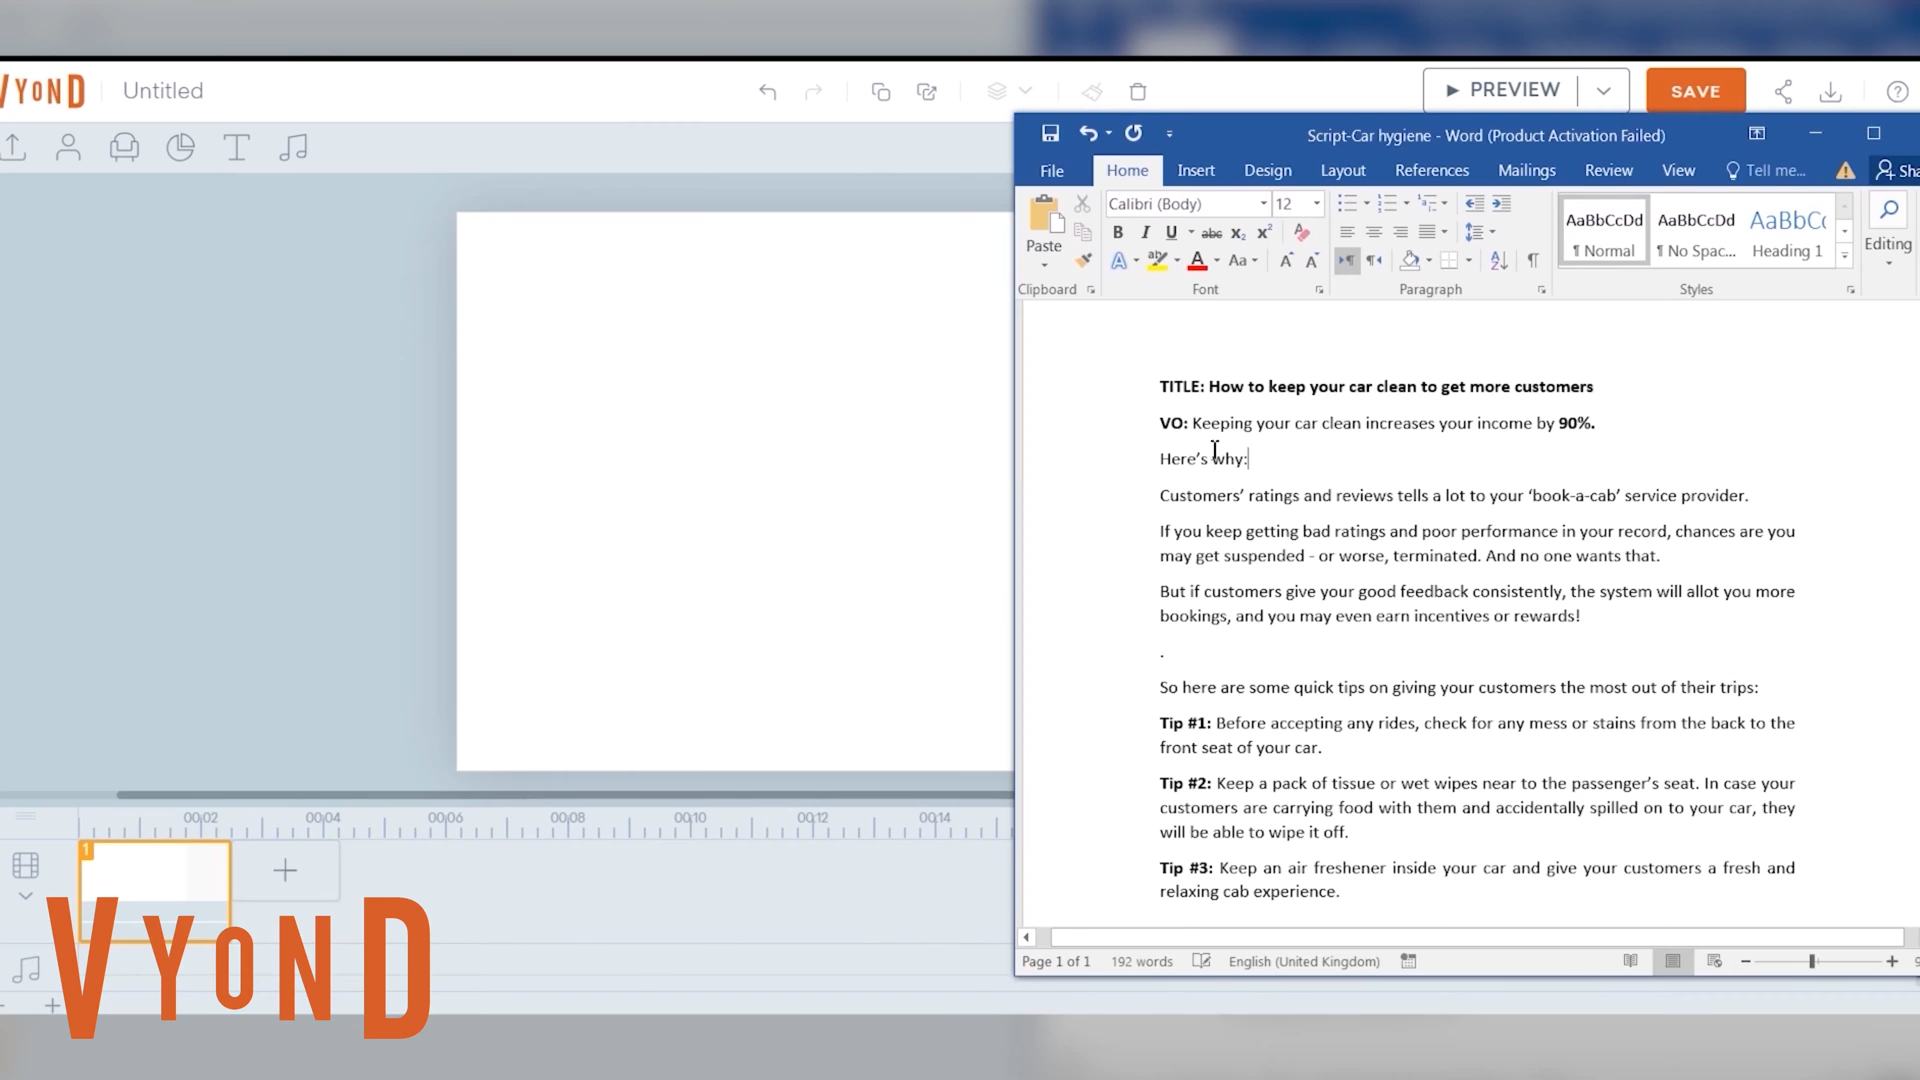 VYOND
Untitled
PREVIEW
SAVE
Script-Car hygiene - Word (Product Activation Failed)
File Home Insert Design Layout References Mailings Review View Tell me... Sha
Paste
Calibri (Body) 12
B I U abc x₂ x²
Aa
AaBbCcDd AaBbCcDd AaBbCc
¶ Normal ¶ No Spac... Heading 1
Editing
Clipboard Font Paragraph Styles
TITLE: How to keep your car clean to get more customers
VO: Keeping your car clean increases your income by 90%.
Here’s why:
Customers’ ratings and reviews tells a lot to your ‘book-a-cab’ service provider.
If you keep getting bad ratings and poor performance in your record, chances are you
may get suspended - or worse, terminated. And no one wants that.
But if customers give your good feedback consistently, the system will allot you more
bookings, and you may even earn incentives or rewards!
.
So here are some quick tips on giving your customers the most out of their trips:
Tip #1: Before accepting any rides, check for any mess or stains from the back to the
front seat of your car.
Tip #2: Keep a pack of tissue or wet wipes near to the passenger’s seat. In case your
customers are carrying food with them and accidentally spilled on to your car, they
will be able to wipe it off.
Tip #3: Keep an air freshener inside your car and give your customers a fresh and
relaxing cab experience.
Page 1 of 1 192 words English (United Kingdom)
00:02 00:04 00:06 00:08 00:10 00:12 00:14
1
VYOND